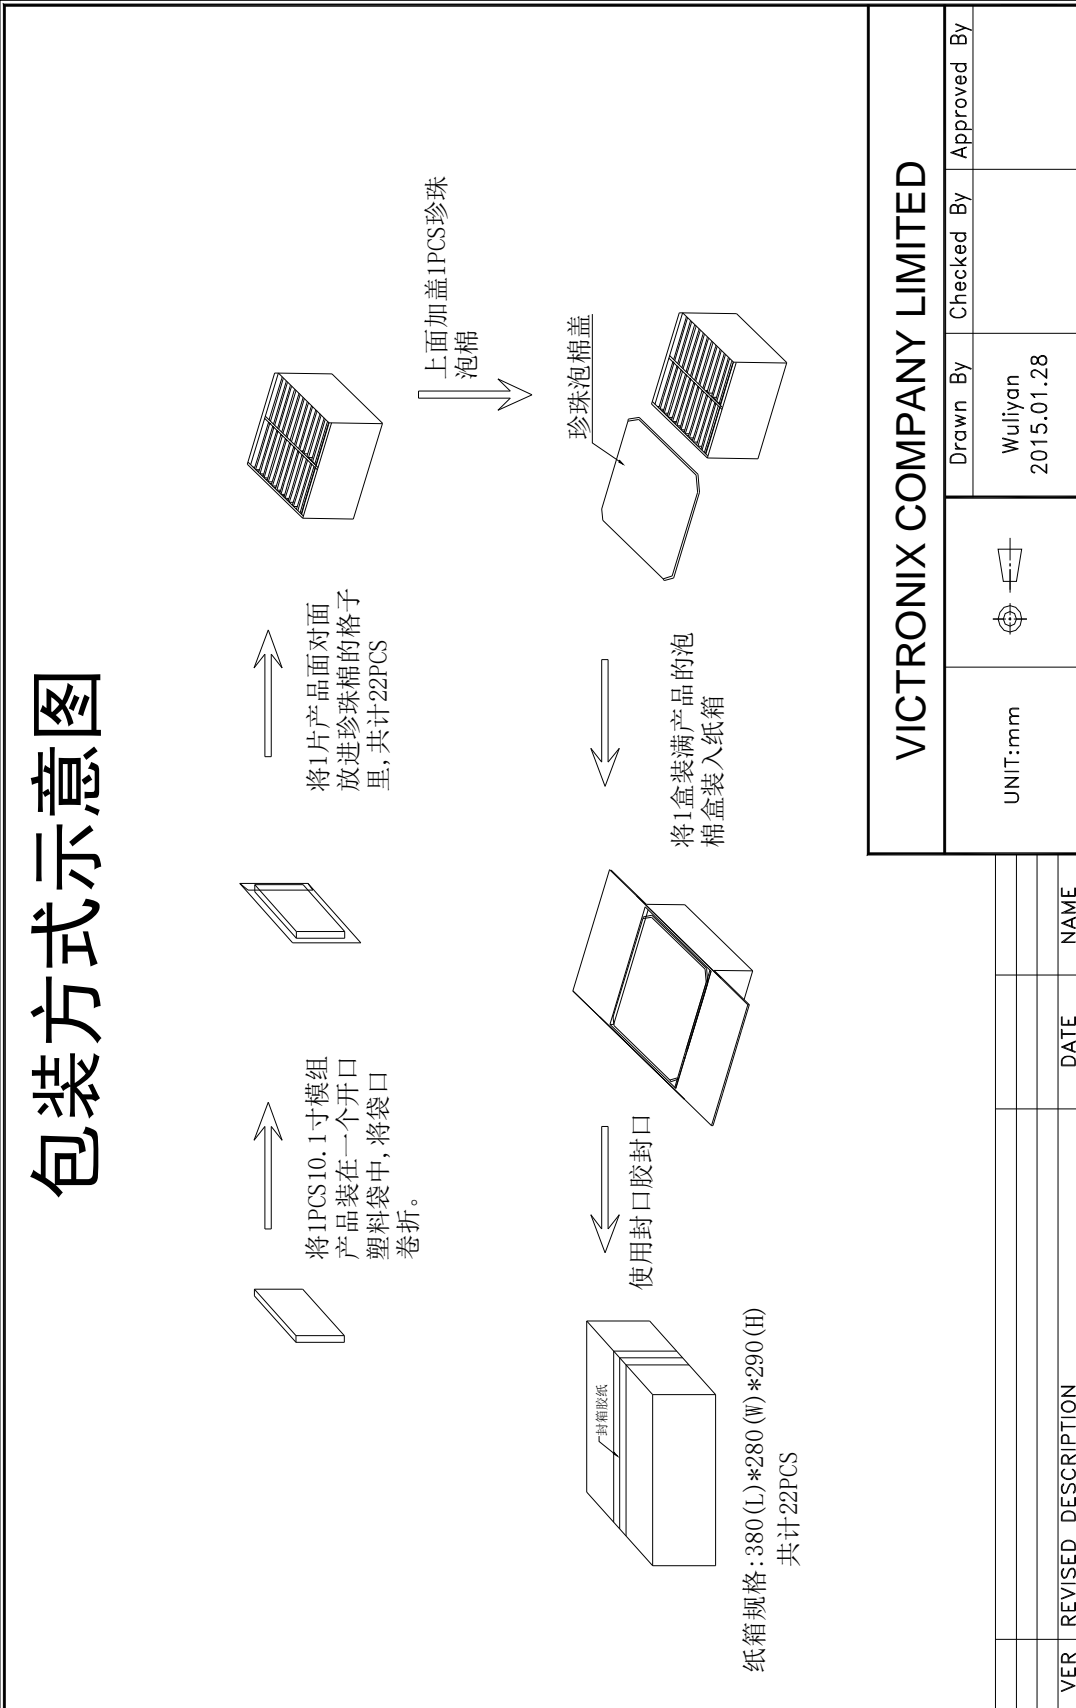 包装方式示意图
将1PCS10.1寸模组
产品装在一个开口
塑料袋中,将袋口
卷折。
将1片产品面对面
放进珍珠棉的格子
里,共计22PCS
上面加盖1PCS珍珠
泡棉
珍珠泡棉盖
将1盒装满产品的泡
棉盒装入纸箱
使用封口胶封口
封箱胶纸
纸箱规格:380(L)*280(W)*290(H)
共计22PCS
VICTRONIX COMPANY LIMITED
UNIT:mm
Drawn By
Checked By
Approved By
Wuliyan
2015.01.28
VER
REVISED DESCRIPTION
DATE
NAME